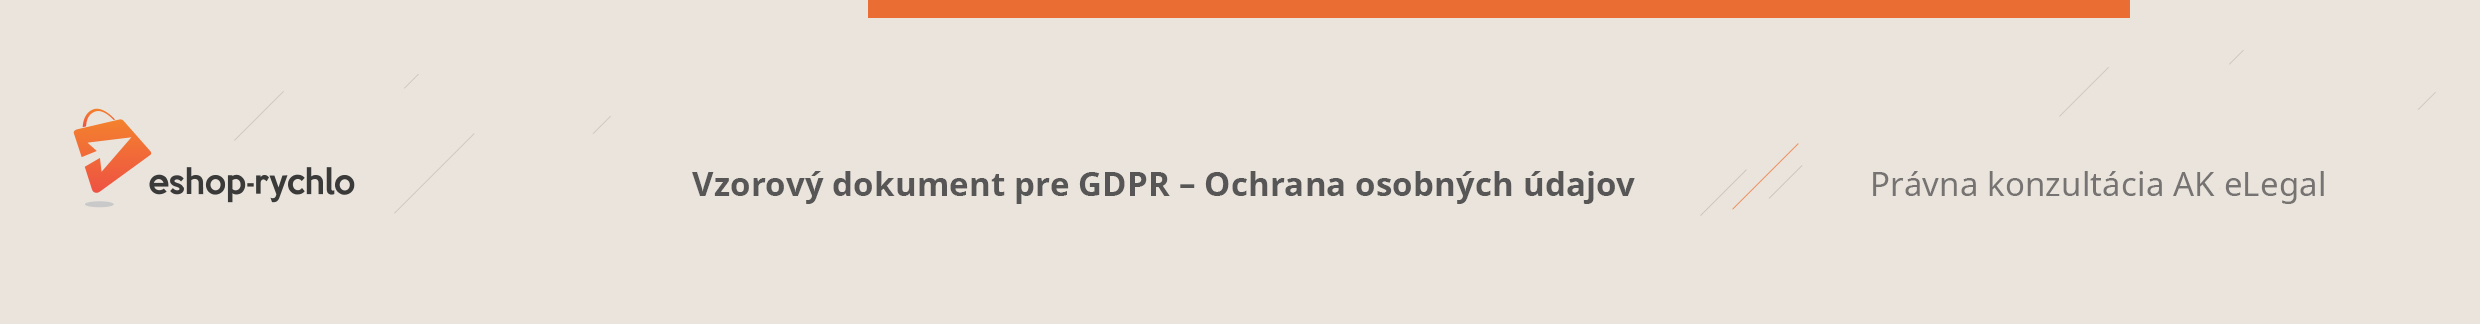 eshop-rychlo
Vzorový dokument pre GDPR – Ochrana osobných údajov
Právna konzultácia AK eLegal